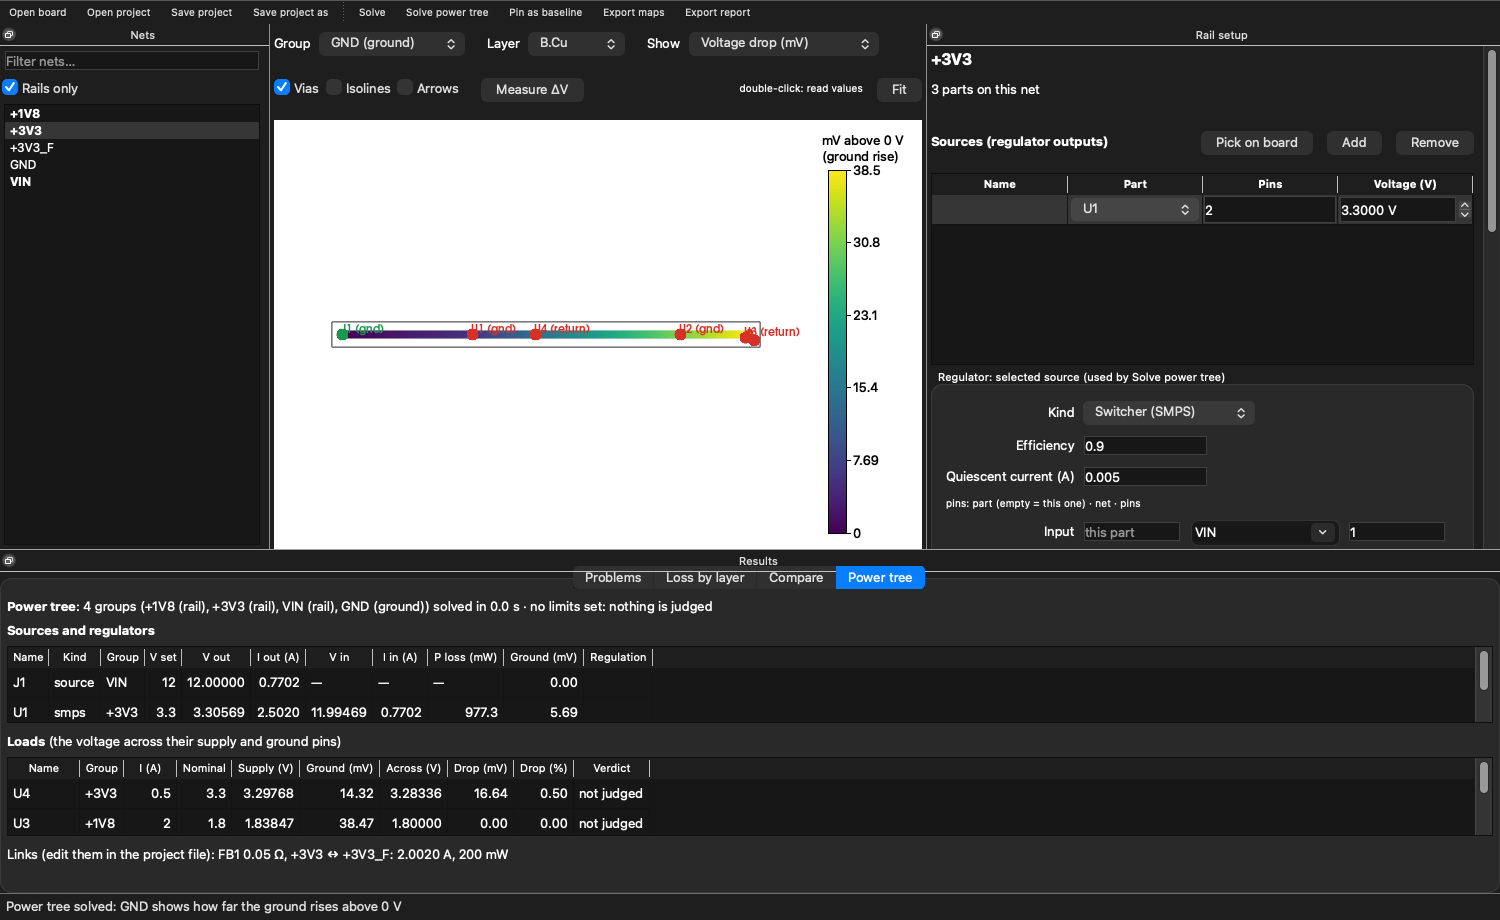 Open board Open project Save project Save project as Solve Solve power tree Pin as baseline Export maps Export report
Nets
Filter nets...
Rails only
+1V8
+3V3
+3V3_F
GND
VIN
Group GND (ground) Layer B.Cu Show Voltage drop (mV)
Vias Isolines Arrows Measure ΔV double-click: read values Fit
mV above 0 V
(ground rise)
38.5
30.8
23.1
15.4
7.69
0
J1 (gnd) U1 (gnd) U4 (return) U2 (gnd) U3 (return)
Rail setup
+3V3
3 parts on this net
Sources (regulator outputs) Pick on board Add Remove
Name Part Pins Voltage (V)
U1 2 3.3000 V
Regulator: selected source (used by Solve power tree)
Kind Switcher (SMPS)
Efficiency 0.9
Quiescent current (A) 0.005
pins: part (empty = this one) · net · pins
Input this part VIN 1
Results
Problems Loss by layer Compare Power tree
Power tree: 4 groups (+1V8 (rail), +3V3 (rail), VIN (rail), GND (ground)) solved in 0.0 s · no limits set: nothing is judged
Sources and regulators
Name Kind Group V set V out I out (A) V in I in (A) P loss (mW) Ground (mV) Regulation
J1 source VIN 12 12.00000 0.7702 — — — 0.00
U1 smps +3V3 3.3 3.30569 2.5020 11.99469 0.7702 977.3 5.69
Loads (the voltage across their supply and ground pins)
Name Group I (A) Nominal Supply (V) Ground (mV) Across (V) Drop (mV) Drop (%) Verdict
U4 +3V3 0.5 3.3 3.29768 14.32 3.28336 16.64 0.50 not judged
U3 +1V8 2 1.8 1.83847 38.47 1.80000 0.00 0.00 not judged
Links (edit them in the project file): FB1 0.05 Ω, +3V3 ↔ +3V3_F: 2.0020 A, 200 mW
Power tree solved: GND shows how far the ground rises above 0 V